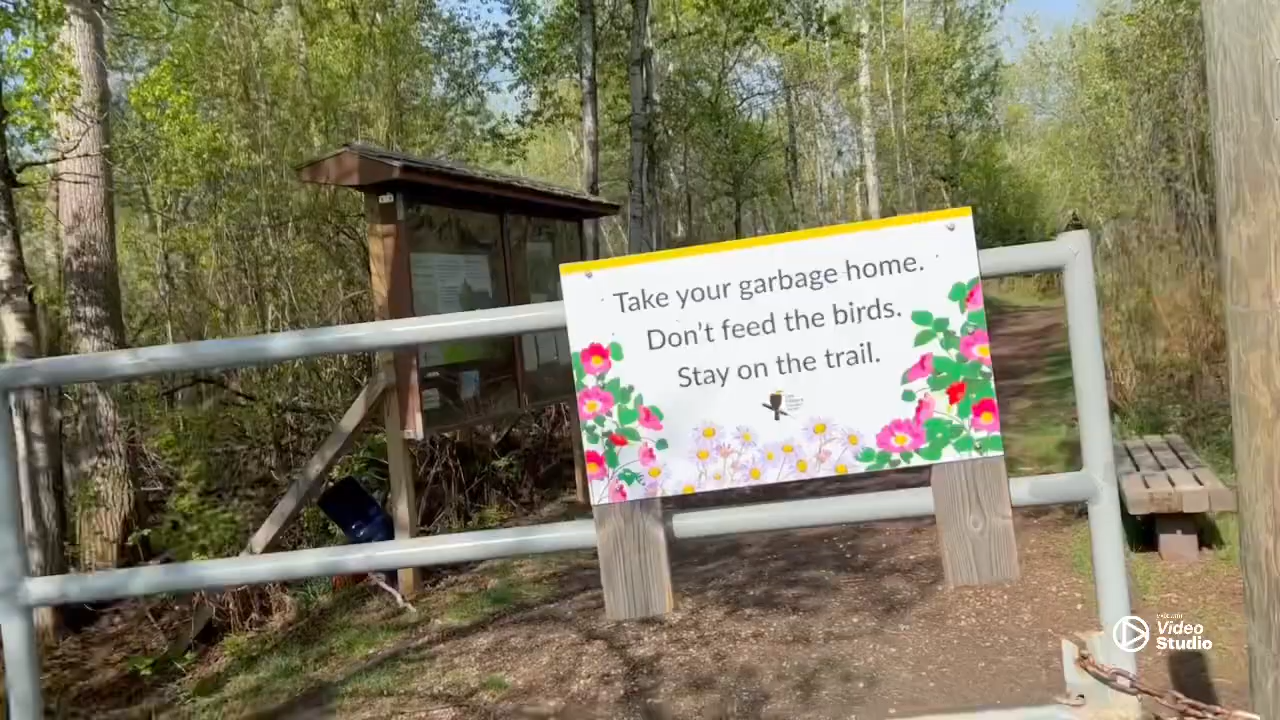 Take your garbage home.
Don't feed the birds.
Stay on the trail.
Video
Studio